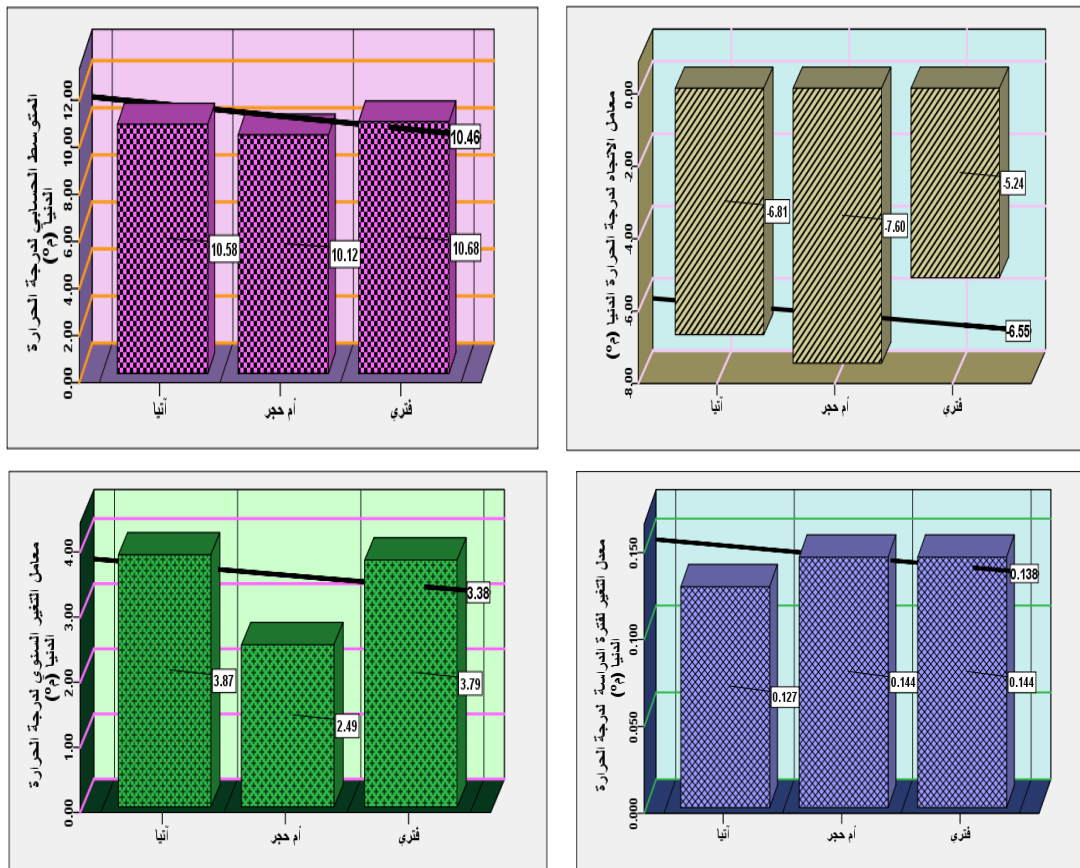 المتوسط الحسابي لدرجة الحرارة
الدنيا (م°)
12.00
10.00
8.00
6.00
4.00
2.00
0.00
10.46
10.58
10.12
10.68
آتيا
أم حجر
فتري
معامل الاتجاه لدرجة الحرارة الدنيا (م°)
0.00
-2.00
-4.00
-6.00
-8.00
-6.81
-7.60
-5.24
-6.55
آتيا
أم حجر
فتري
معامل التغير السنوي لدرجة الحرارة
الدنيا (م°)
4.00
3.00
2.00
1.00
0.00
3.38
3.87
2.49
3.79
آتيا
أم حجر
فتري
معدل التغير لفترة الدراسة لدرجة الحرارة
الدنيا (م°)
0.150
0.100
0.050
0.000
0.138
0.127
0.144
0.144
آتيا
أم حجر
فتري